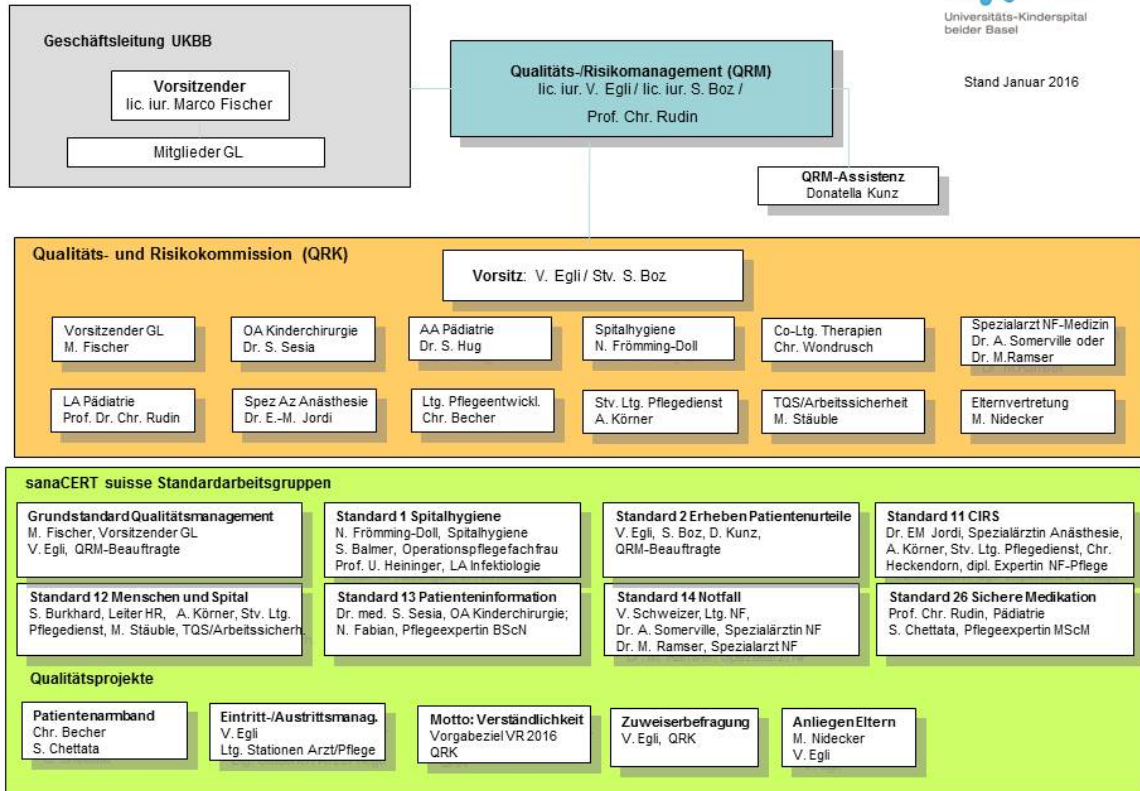 Universitäts-Kinderspital
beider Basel
Stand Januar 2016
Geschäftsleitung UKBB
Vorsitzender
lic. iur. Marco Fischer
Mitglieder GL
Qualitäts-/Risikomanagement (QRM)
lic. iur. V. Egli / lic. iur. S. Boz /
Prof. Chr. Rudin
QRM-Assistenz
Donatella Kunz
Qualitäts- und Risikokommission (QRK)
Vorsitz: V. Egli / Stv. S. Boz
Vorsitzender GL
M. Fischer
OA Kinderchirurgie
Dr. S. Sesia
AA Pädiatrie
Dr. S. Hug
Spitalhygiene
N. Frömming-Doll
Co-Ltg. Therapien
Chr. Wondrusch
Spezialarzt NF-Medizin
Dr. A. Somerville oder
Dr. M.Ramser
LA Pädiatrie
Prof. Dr. Chr. Rudin
Spez Az Anästhesie
Dr. E.-M. Jordi
Ltg. Pflegeentwickl.
Chr. Becher
Stv. Ltg. Pflegedienst
A. Körner
TQS/Arbeitssicherheit
M. Stäuble
Elternvertretung
M. Nidecker
sanaCERT suisse Standardarbeitsgruppen
Grundstandard Qualitätsmanagement
M. Fischer, Vorsitzender GL
V. Egli, QRM-Beauftragte
Standard 1 Spitalhygiene
N. Frömming-Doll, Spitalhygiene
S. Balmer, Operationspflegefachfrau
Prof. U. Heininger, LA Infektiologie
Standard 2 Erheben Patientenurteile
V. Egli, S. Boz, D. Kunz,
QRM-Beauftragte
Standard 11 CIRS
Dr. EM Jordi, Spezialärztin Anästhesie,
A. Körner, Stv. Ltg. Pflegedienst, Chr.
Heckendorn, dipl. Expertin NF-Pflege
Standard 12 Menschen und Spital
S. Burkhard, Leiter HR, A. Körner, Stv. Ltg.
Pflegedienst, M. Stäuble, TQS/Arbeitssicherh.
Standard 13 Patienteninformation
Dr. med. S. Sesia, OA Kinderchirurgie;
N. Fabian, Pflegeexpertin BScN
Standard 14 Notfall
V. Schweizer, Ltg. NF,
Dr. A. Somerville, Spezialärztin NF
Dr. M. Ramser, Spezialarzt NF
Standard 26 Sichere Medikation
Prof. Chr. Rudin, Pädiatrie
S. Chettata, Pflegeexpertin MScM
Qualitätsprojekte
Patientenarmband
Chr. Becher
S. Chettata
Eintritt-/Austrittsmanag.
V. Egli
Ltg. Stationen Arzt/Pflege
Motto: Verständlichkeit
Vorgabeziel VR 2016
QRK
Zuweiserbefragung
V. Egli, QRK
Anliegen Eltern
M. Nidecker
V. Egli